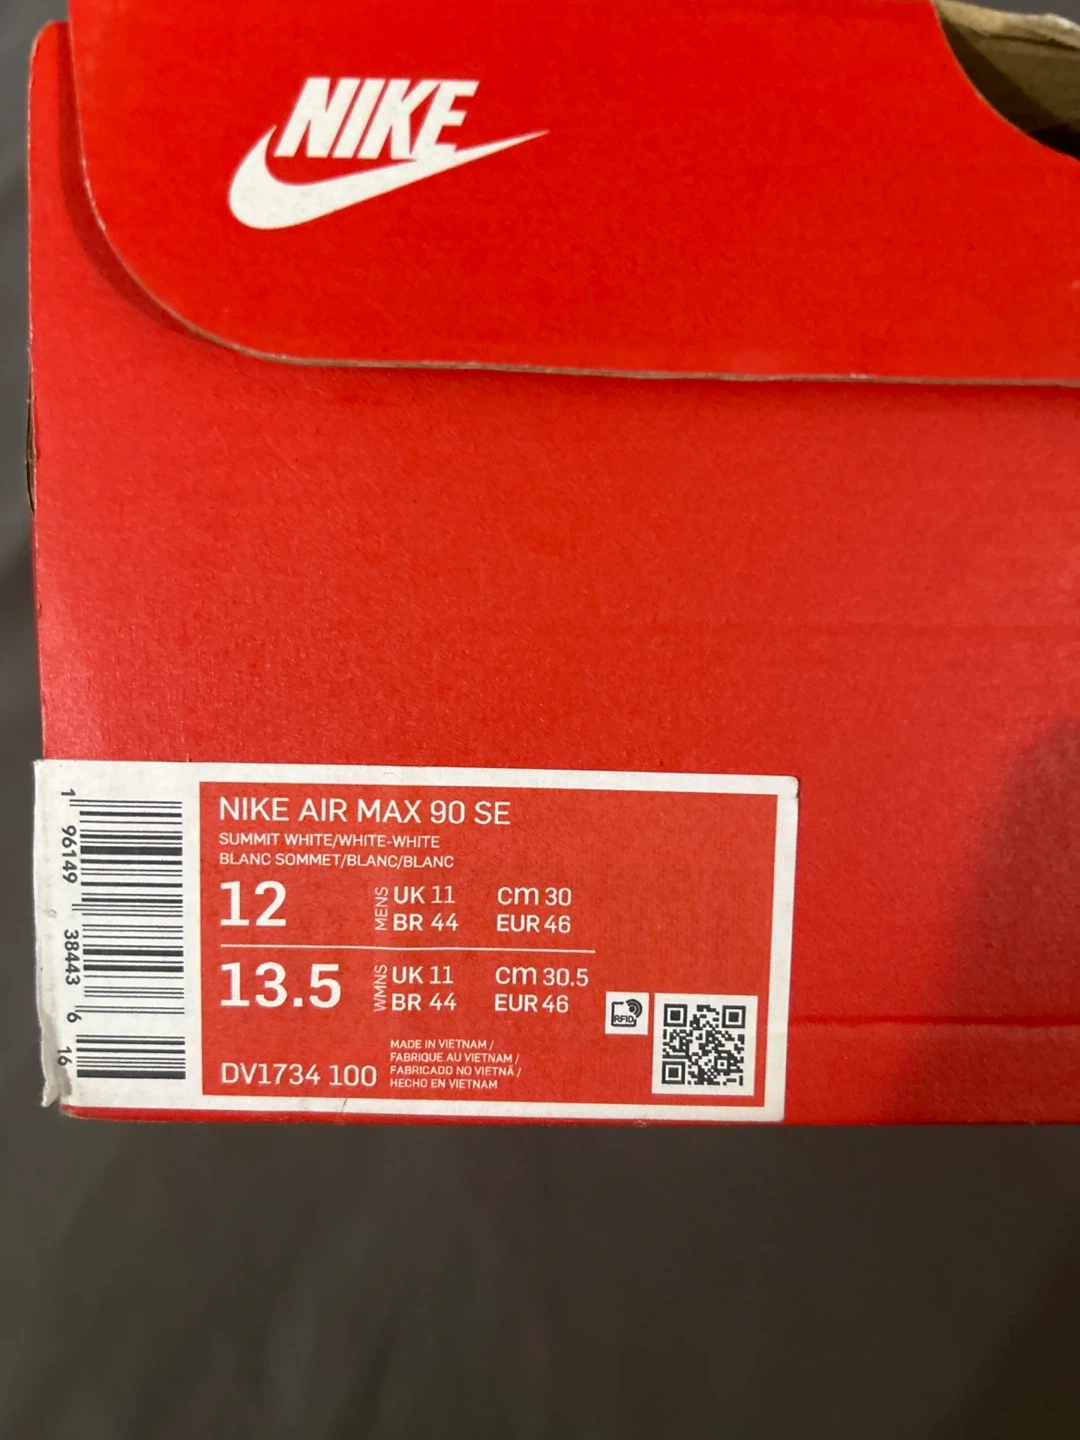 NIKE
NIKE AIR MAX 90 SE
SUMMIT WHITE/WHITE-WHITE
BLANC SOMMET/BLANC/BLANC
12
MENS
UK 11 cm 30
BR 44 EUR 46
13.5
WMNS
UK 11 cm 30.5
BR 44 EUR 46
DV1734 100
MADE IN VIETNAM /
FABRIQUE AU VIETNAM /
FABRICADO NO VIETNÃ /
HECHO EN VIETNAM
RFID
1 96149 38443 6 16